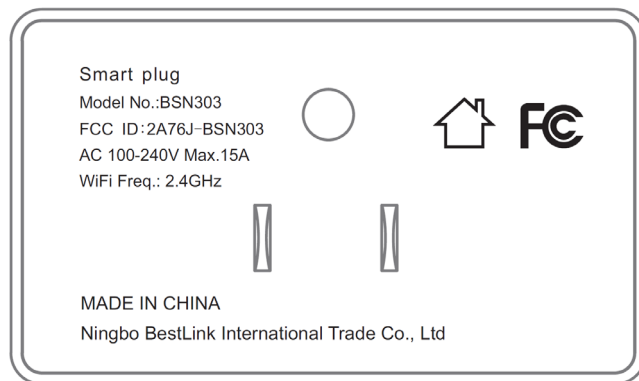 Smart plug
Model No.:BSN303
FCC ID:2A76J-BSN303
AC 100-240V Max.15A
WiFi Freq.: 2.4GHz
FC
MADE IN CHINA
Ningbo BestLink International Trade Co., Ltd